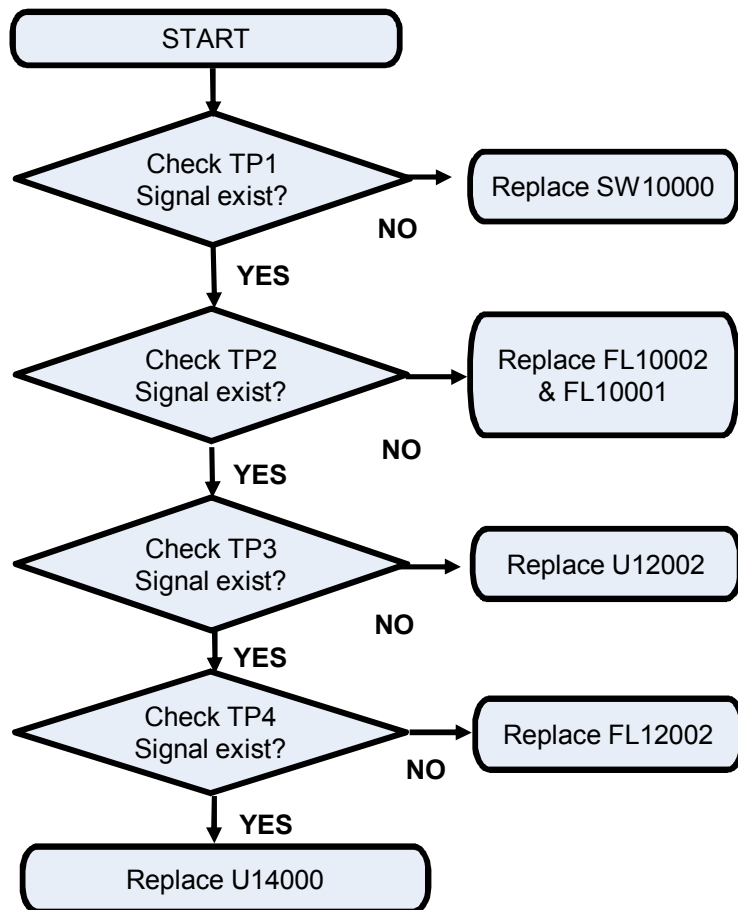 START
Check TP1
Signal exist?
Replace SW10000
NO
YES
Check TP2
Signal exist?
Replace FL10002
& FL10001
NO
YES
Check TP3
Signal exist?
Replace U12002
NO
YES
Check TP4
Signal exist?
Replace FL12002
NO
YES
Replace U14000